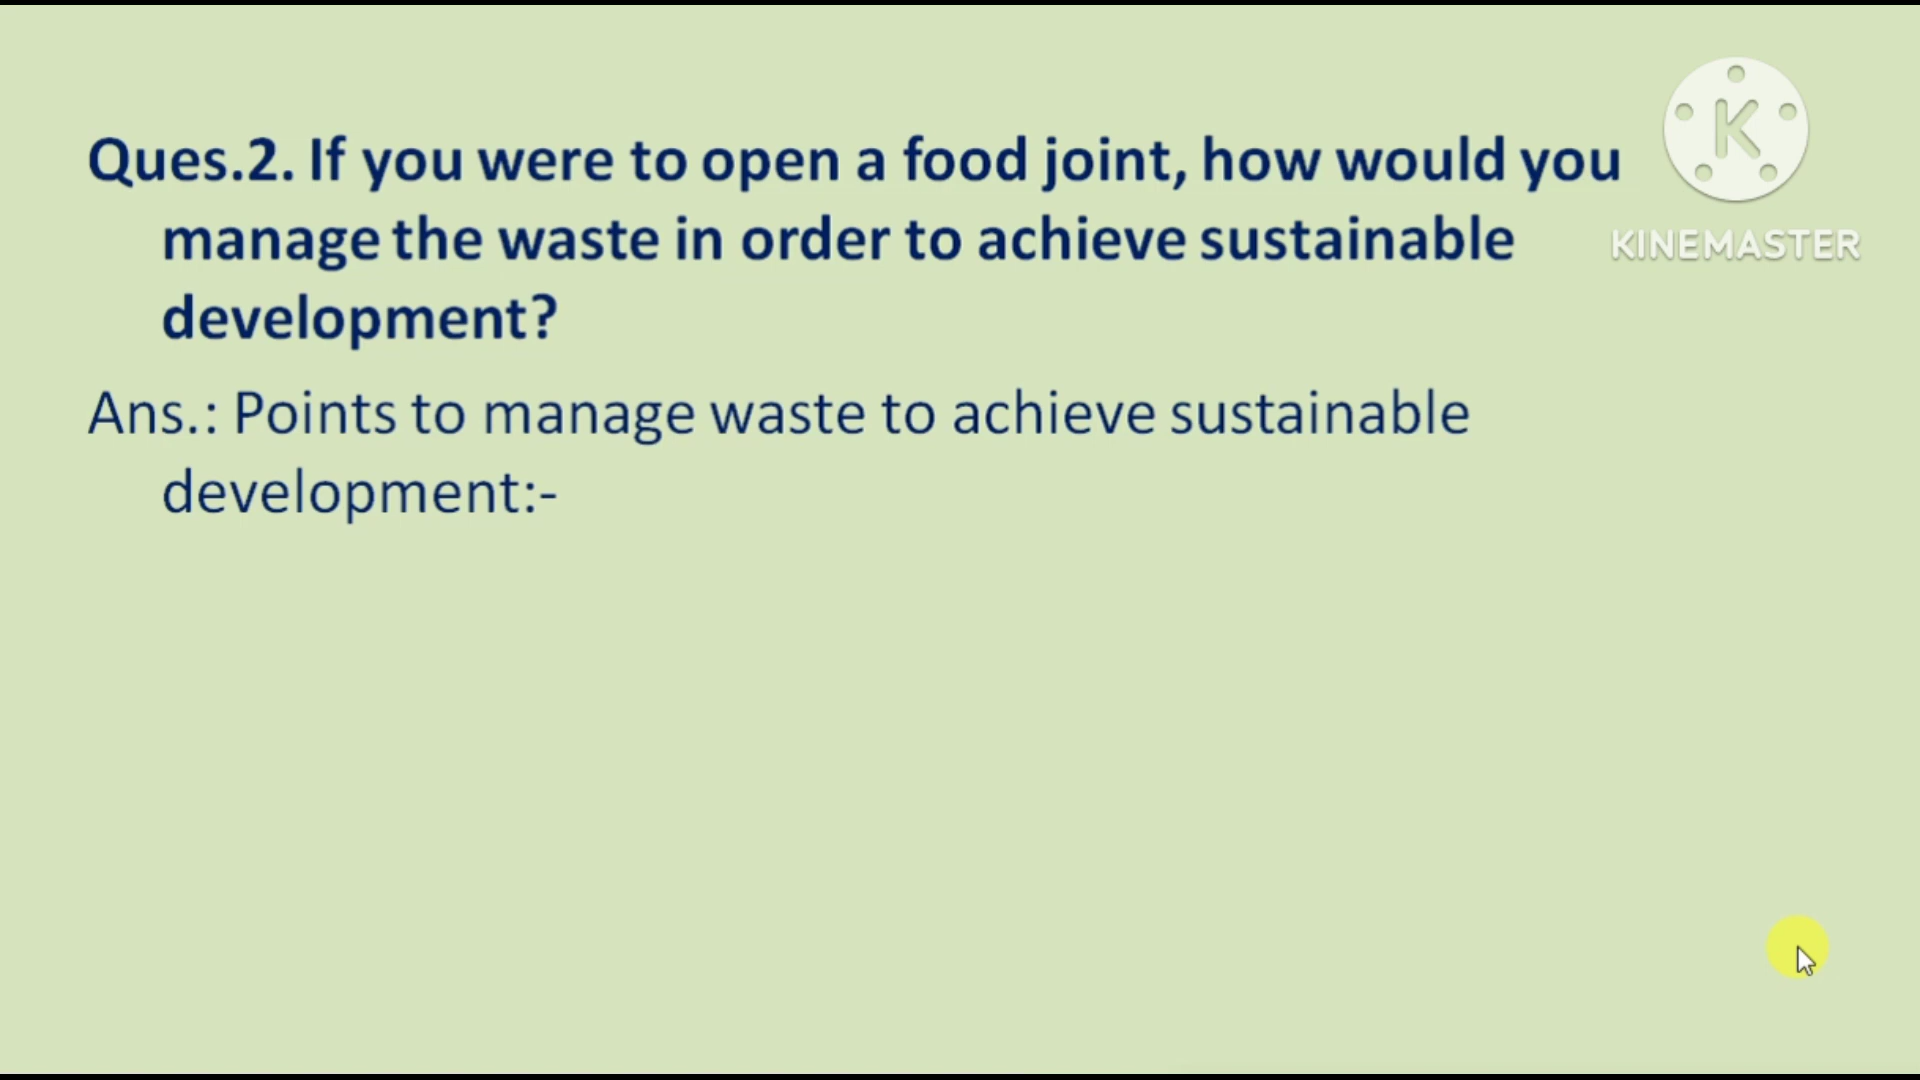 Ques.2. If you were to open a food joint, how would you
manage the waste in order to achieve sustainable
development?
Ans.: Points to manage waste to achieve sustainable
development:-
K
KINEMASTER